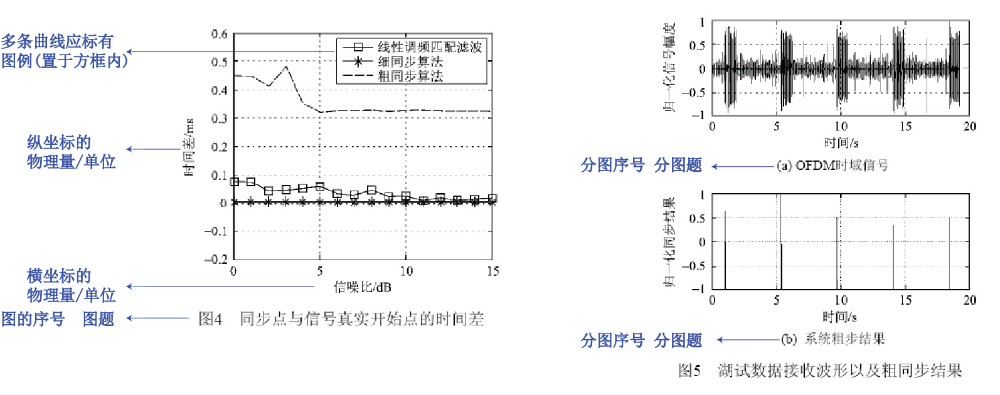 多条曲线应标有
图例(置于方框内)
纵坐标的
物理量/单位
横坐标的
物理量/单位
图的序号 图题
时间差/ms
0.6
0.5
0.4
0.3
0.2
0.1
0
−0.1
−0.2
线性调频匹配滤波
细同步算法
粗同步算法
0 5 10 15
信噪比/dB
图4 同步点与信号真实开始点的时间差
归一化信号幅度
1
0.5
0
−0.5
−1
0 5 10 15 20
时间/s
分图序号 分图题
(a) OFDM时域信号
归一化同步结果
1
0.5
0
−0.5
−1
0 5 10 15 20
时间/s
分图序号 分图题
(b) 系统粗步结果
图5 湖试数据接收波形以及粗同步结果